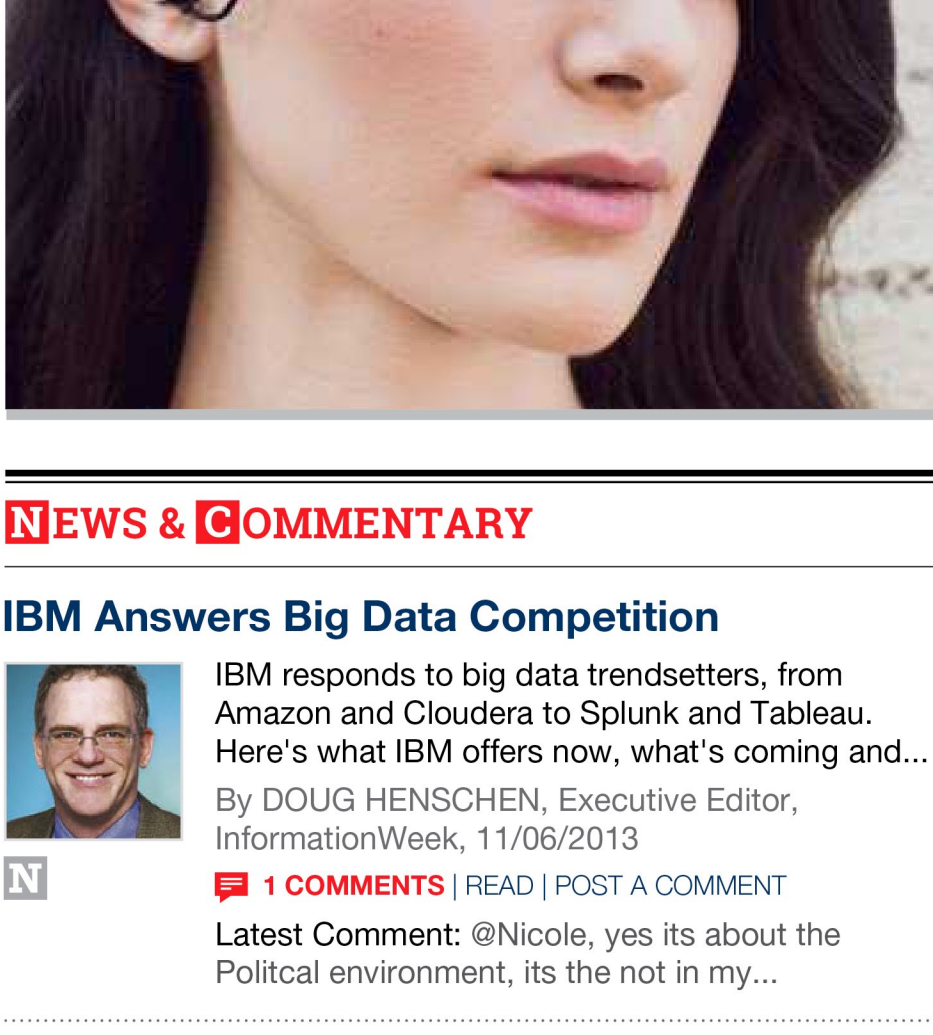 NEWS & COMMENTARY
IBM Answers Big Data Competition
IBM responds to big data trendsetters, from
Amazon and Cloudera to Splunk and Tableau.
Here's what IBM offers now, what's coming and...
By DOUG HENSCHEN, Executive Editor,
InformationWeek, 11/06/2013
N
1 COMMENTS | READ | POST A COMMENT
Latest Comment: @Nicole, yes its about the
Politcal environment, its the not in my...